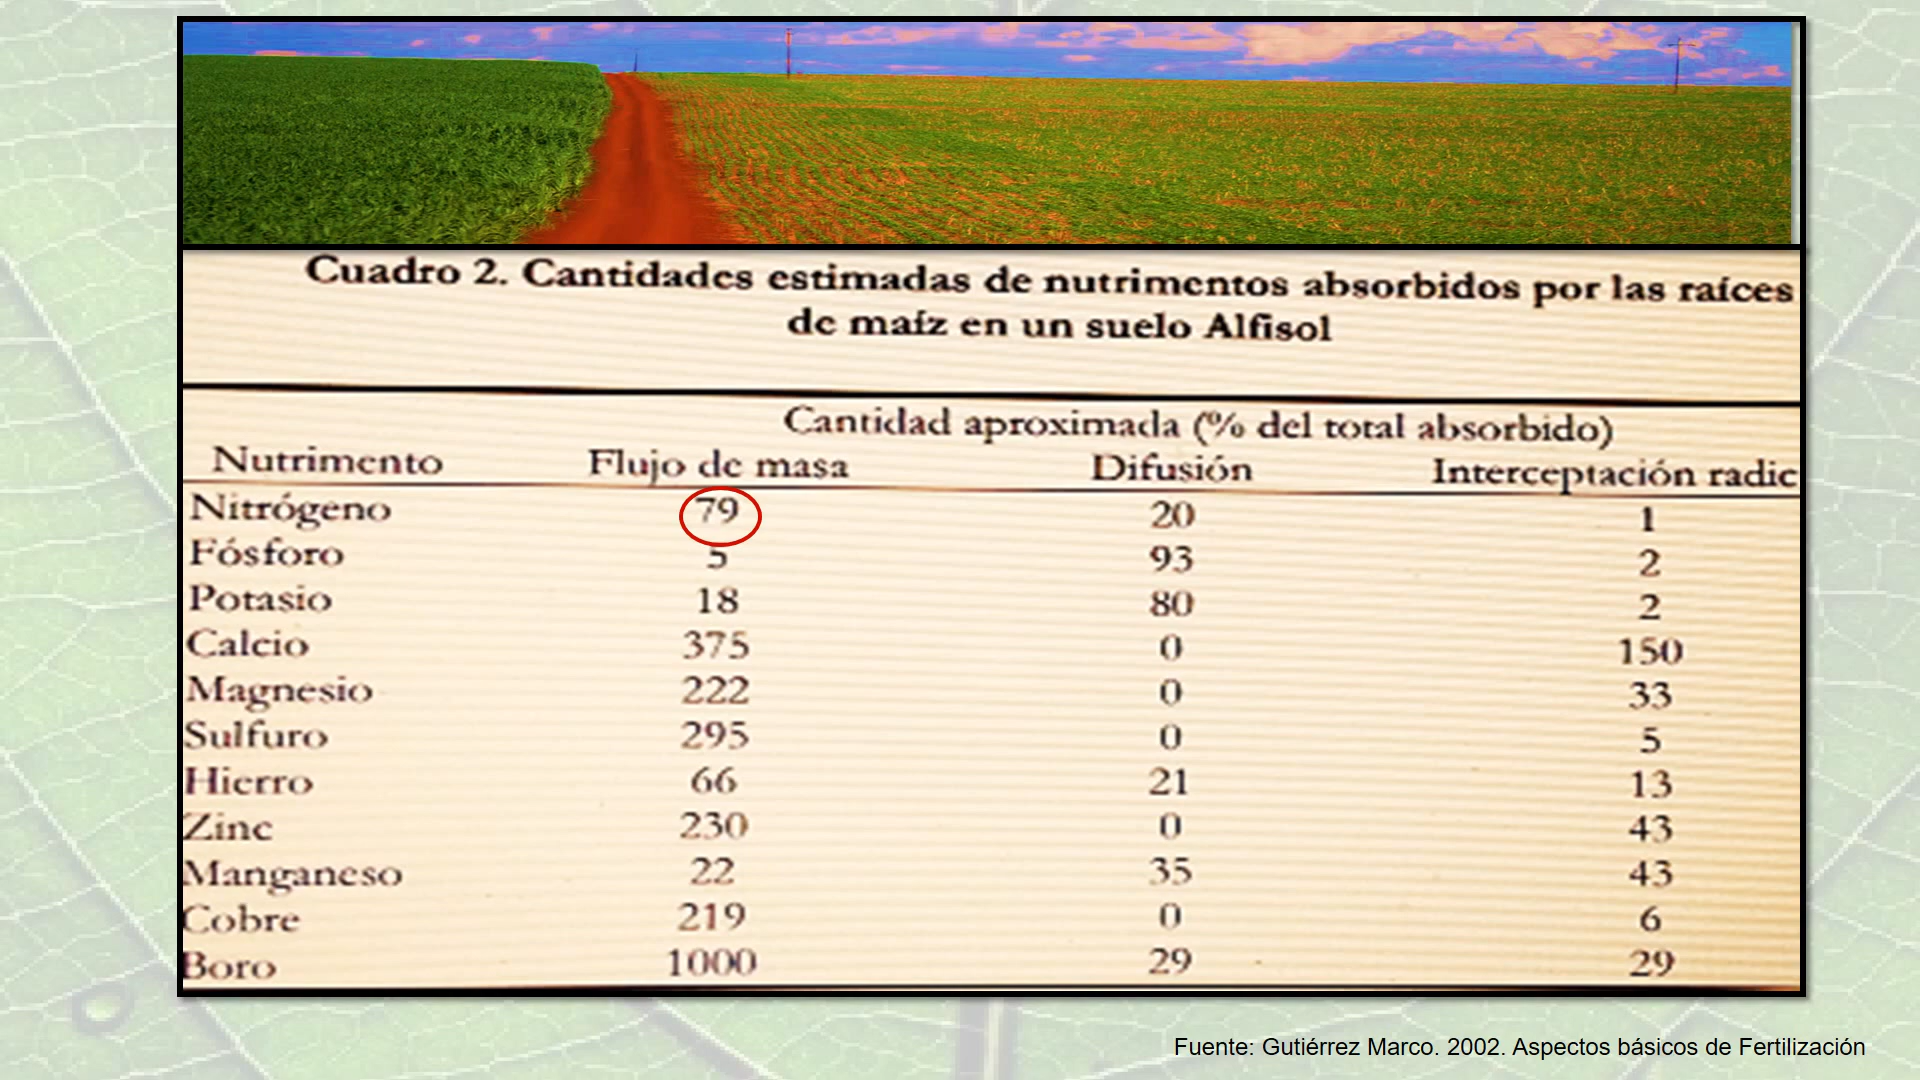 Cuadro 2. Cantidades estimadas de nutrimentos absorbidos por las raíces
de maíz en un suelo Alfisol
Cantidad aproximada (% del total absorbido)
Nutrimento Flujo de masa Difusión Interceptación radic
Nitrógeno 79 20 1
Fósforo 5 93 2
Potasio 18 80 2
Calcio 375 0 150
Magnesio 222 0 33
Sulfuro 295 0 5
Hierro 66 21 13
Zinc 230 0 43
Manganeso 22 35 43
Cobre 219 0 6
Boro 1000 29 29
Fuente: Gutiérrez Marco. 2002. Aspectos básicos de Fertilización